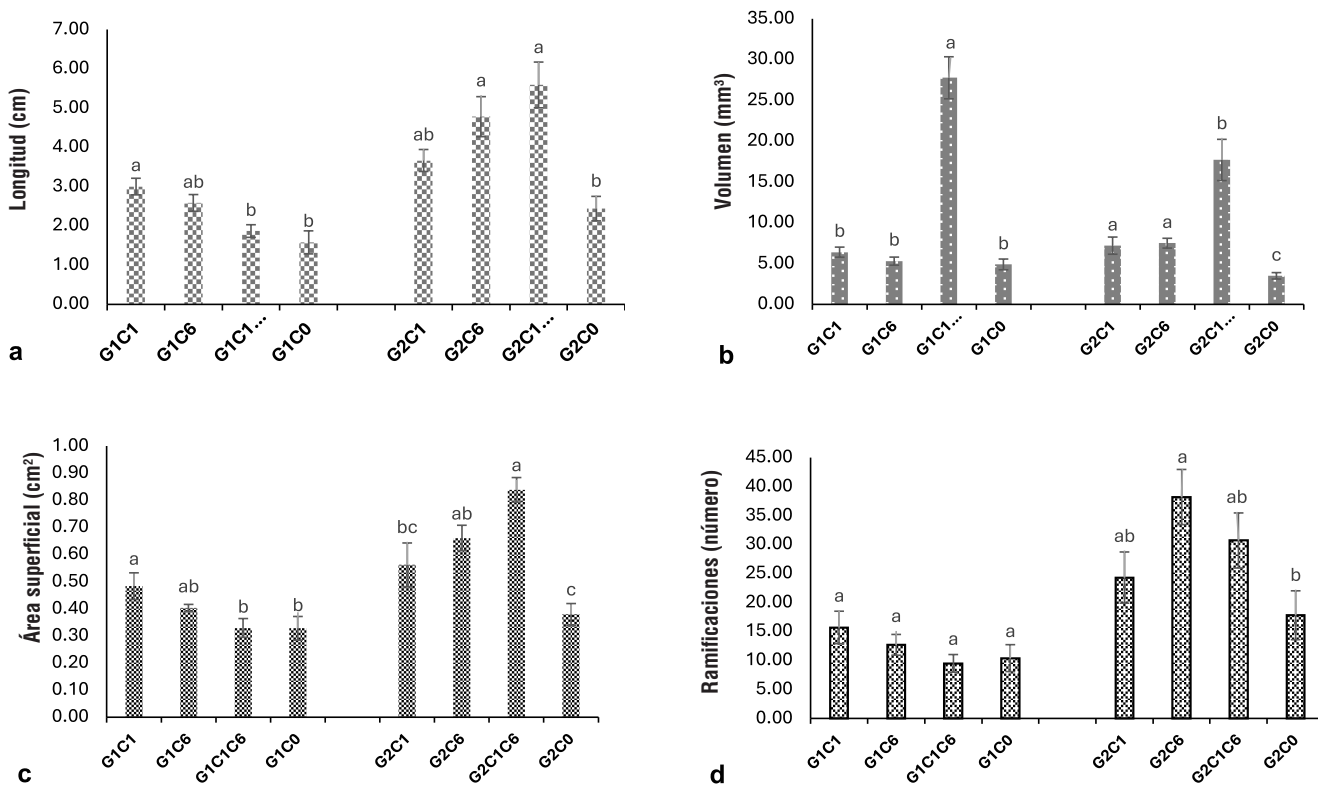 7.00
6.00
5.00
4.00
3.00
2.00
1.00
0.00
Longitud (cm)
a
ab
b
b
ab
a
a
b
G1C1
G1C6
G1C1...
G1C0
G2C1
G2C6
G2C1...
G2C0
a
35.00
30.00
25.00
20.00
15.00
10.00
5.00
0.00
Volumen (mm³)
b
b
a
b
a
a
b
c
G1C1
G1C6
G1C1...
G1C0
G2C1
G2C6
G2C1...
G2C0
b
1.00
0.90
0.80
0.70
0.60
0.50
0.40
0.30
0.20
0.10
0.00
Área superficial (cm²)
a
ab
b
b
bc
ab
a
c
G1C1
G1C6
G1C1C6
G1C0
G2C1
G2C6
G2C1C6
G2C0
c
45.00
40.00
35.00
30.00
25.00
20.00
15.00
10.00
5.00
0.00
Ramificaciones (número)
a
a
a
a
ab
a
ab
b
G1C1
G1C6
G1C1C6
G1C0
G2C1
G2C6
G2C1C6
G2C0
d